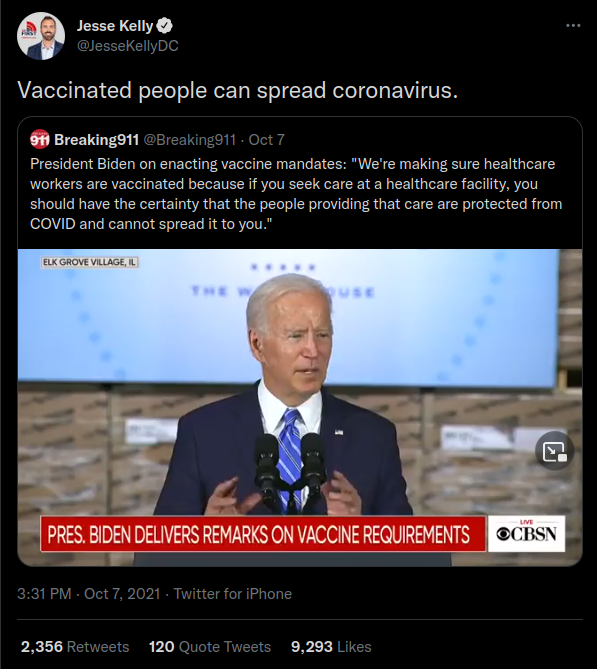 Jesse Kelly
@JesseKellyDC
Vaccinated people can spread coronavirus.
911 Breaking911 @Breaking911 · Oct 7
President Biden on enacting vaccine mandates: "We're making sure healthcare
workers are vaccinated because if you seek care at a healthcare facility, you
should have the certainty that the people providing that care are protected from
COVID and cannot spread it to you."
ELK GROVE VILLAGE, IL
THE W OUSE
PRES. BIDEN DELIVERS REMARKS ON VACCINE REQUIREMENTS
LIVE
CBSN
3:31 PM · Oct 7, 2021 · Twitter for iPhone
2,356 Retweets 120 Quote Tweets 9,293 Likes